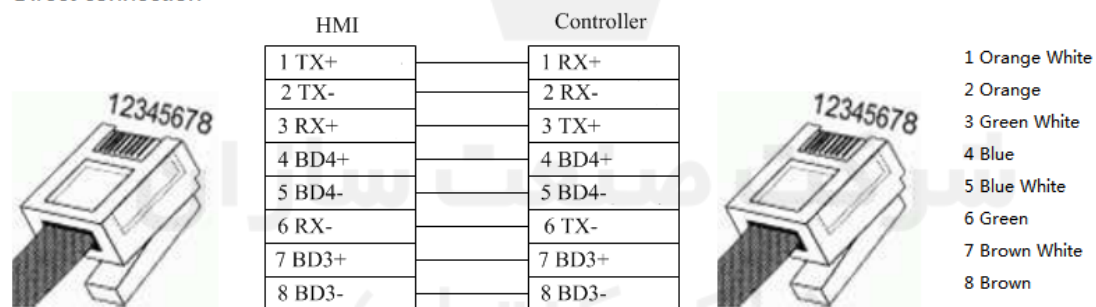 HMI Controller
1 TX+ 1 RX+
2 TX- 2 RX-
3 RX+ 3 TX+
4 BD4+ 4 BD4+
5 BD4- 5 BD4-
6 RX- 6 TX-
7 BD3+ 7 BD3+
8 BD3- 8 BD3-
12345678
12345678
1 Orange White
2 Orange
3 Green White
4 Blue
5 Blue White
6 Green
7 Brown White
8 Brown